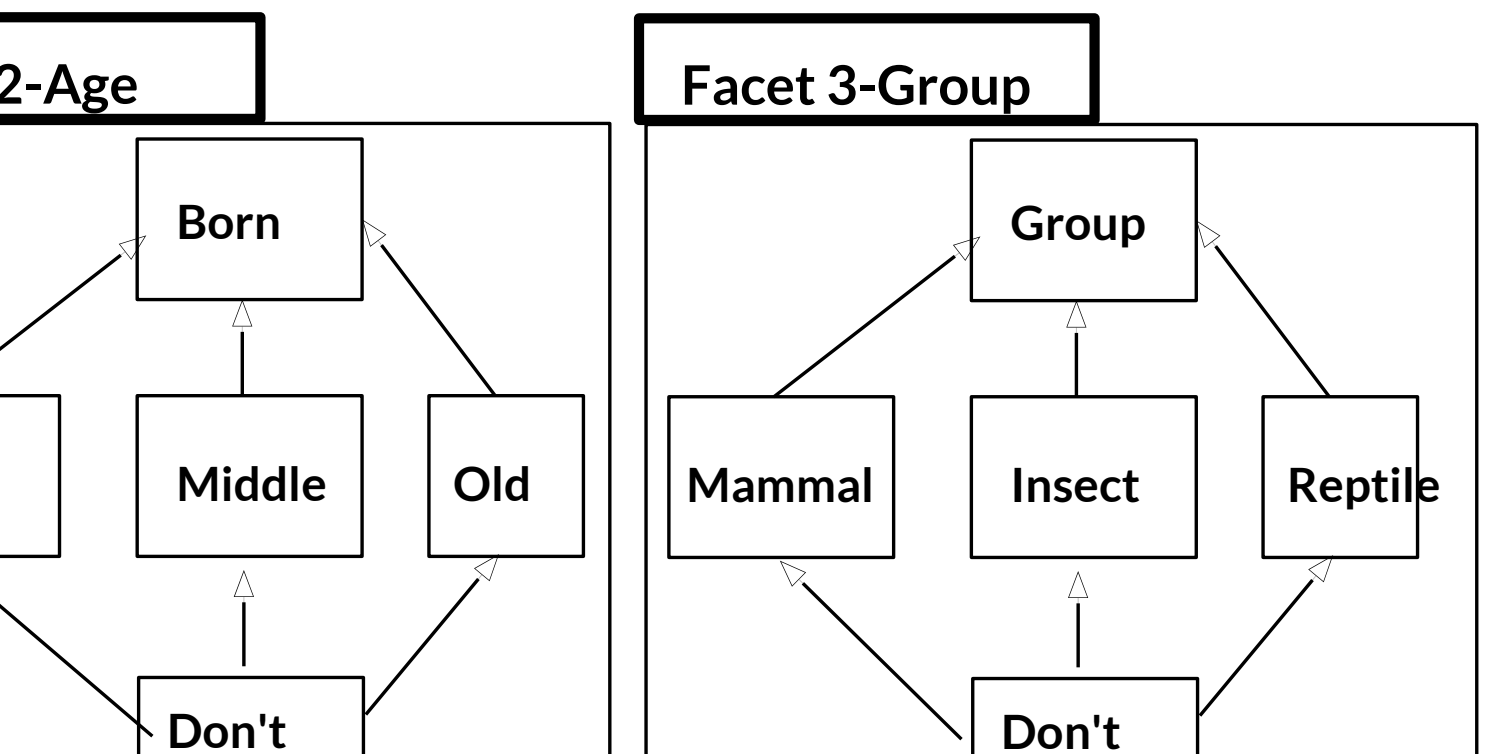 2-Age
Born
Middle
Old
Don't
Facet 3-Group
Group
Mammal
Insect
Reptile
Don't